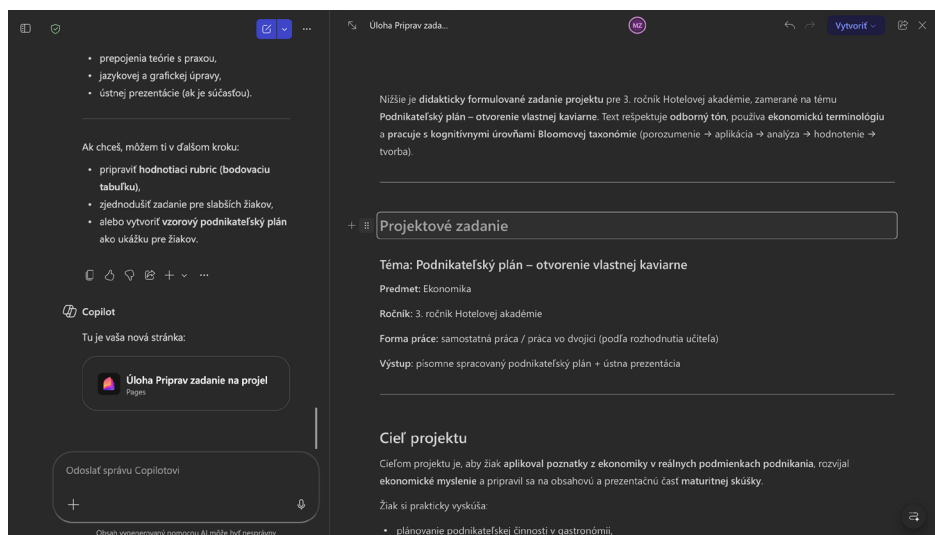 Úloha Priprav zada...
MZ
Vytvoriť
prepojenia teórie s praxou,
jazykovej a grafickej úpravy,
ústnej prezentácie (ak je súčasťou).
Ak chceš, môžem ti v ďalšom kroku:
pripraviť hodnotiaci rubric (bodovaciu
tabuľku),
zjednodušiť zadanie pre slabších žiakov,
alebo vytvoriť vzorový podnikateľský plán
ako ukážku pre žiakov.
Copilot
Tu je vaša nová stránka:
Úloha Priprav zadanie na projel
Pages
Odoslať správu Copilotovi
Obsah vygenerovaný pomocou AI môže byť nesprávny
Nižšie je didakticky formulované zadanie projektu pre 3. ročník Hotelovej akadémie, zamerané na tému
Podnikateľský plán – otvorenie vlastnej kaviarne. Text rešpektuje odborný tón, používa ekonomickú terminológiu
a pracuje s kognitívnymi úrovňami Bloomovej taxonómie (porozumenie → aplikácia → analýza → hodnotenie →
tvorba).
Projektové zadanie
Téma: Podnikateľský plán – otvorenie vlastnej kaviarne
Predmet: Ekonomika
Ročník: 3. ročník Hotelovej akadémie
Forma práce: samostatná práca / práca vo dvojici (podľa rozhodnutia učiteľa)
Výstup: písomne spracovaný podnikateľský plán + ústna prezentácia
Cieľ projektu
Cieľom projektu je, aby žiak aplikoval poznatky z ekonomiky v reálnych podmienkach podnikania, rozvíjal
ekonomické myslenie a pripravil sa na obsahovú a prezentačnú časť maturitnej skúšky.
Žiak si prakticky vyskúša:
plánovanie podnikateľskej činnosti v gastronómii,